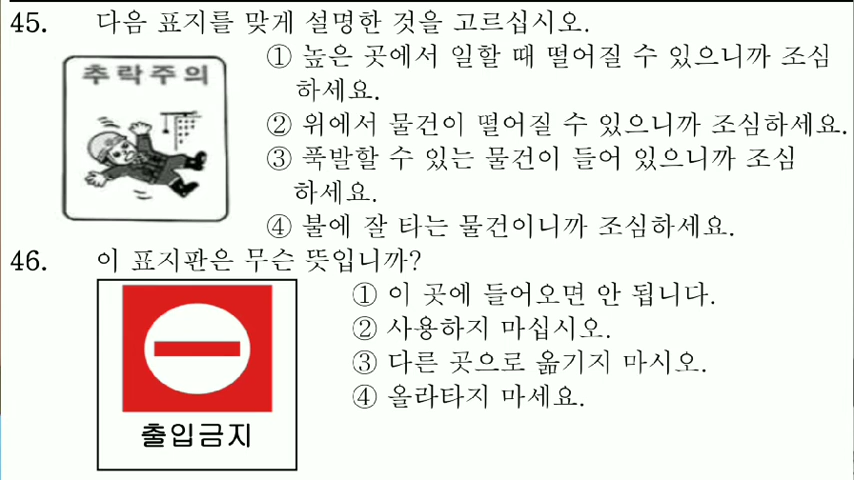 45. 다음 표지를 맞게 설명한 것을 고르십시오.
추락주의
① 높은 곳에서 일할 때 떨어질 수 있으니까 조심
하세요.
② 위에서 물건이 떨어질 수 있으니까 조심하세요.
③ 폭발할 수 있는 물건이 들어 있으니까 조심
하세요.
④ 불에 잘 타는 물건이니까 조심하세요.
46. 이 표지판은 무슨 뜻입니까?
출입금지
① 이 곳에 들어오면 안 됩니다.
② 사용하지 마십시오.
③ 다른 곳으로 옮기지 마시오.
④ 올라타지 마세요.